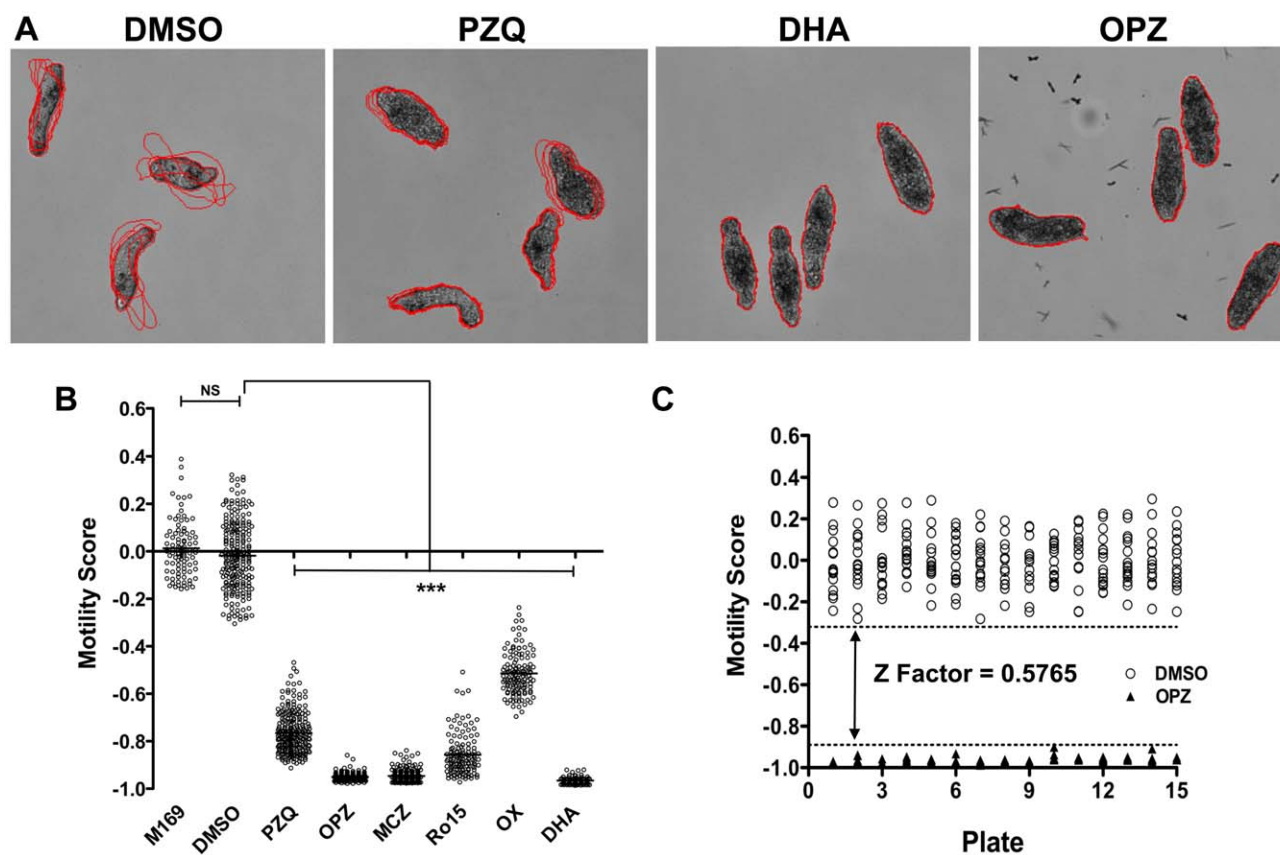 A
DMSO
PZQ
DHA
OPZ
B
NS
0.6
0.4
0.2
0.0
-0.2
-0.4
-0.6
-0.8
-1.0
Motility Score
***
M169
DMSO
PZQ
OPZ
MCZ
Ro15
OX
DHA
C
0.6
0.4
0.2
0.0
-0.2
-0.4
-0.6
-0.8
-1.0
Motility Score
Z Factor = 0.5765
DMSO
OPZ
0
3
6
9
12
15
Plate